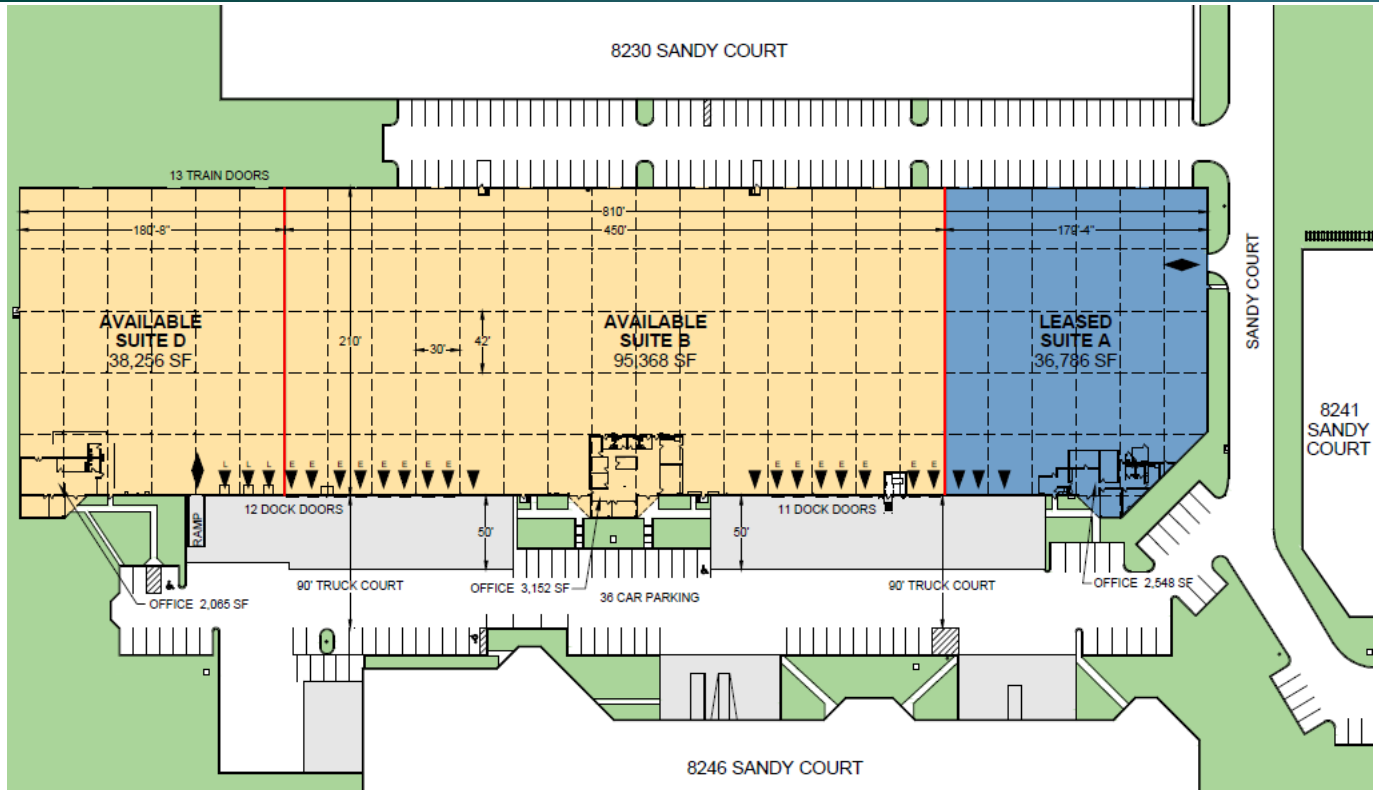 8230 SANDY COURT
13 TRAIN DOORS
810'
180'-8"
450'
179'-4"
SANDY COURT
AVAILABLE
SUITE D
38,256 SF
210'
30'
42'
AVAILABLE
SUITE B
95,368 SF
LEASED
SUITE A
36,786 SF
8241
SANDY
COURT
L L L E E E E E E E E
E E E E E E E
RAMP
12 DOCK DOORS
50'
11 DOCK DOORS
50'
90' TRUCK COURT
OFFICE 3,152 SF
36 CAR PARKING
90' TRUCK COURT
OFFICE 2,548 SF
OFFICE 2,065 SF
8246 SANDY COURT